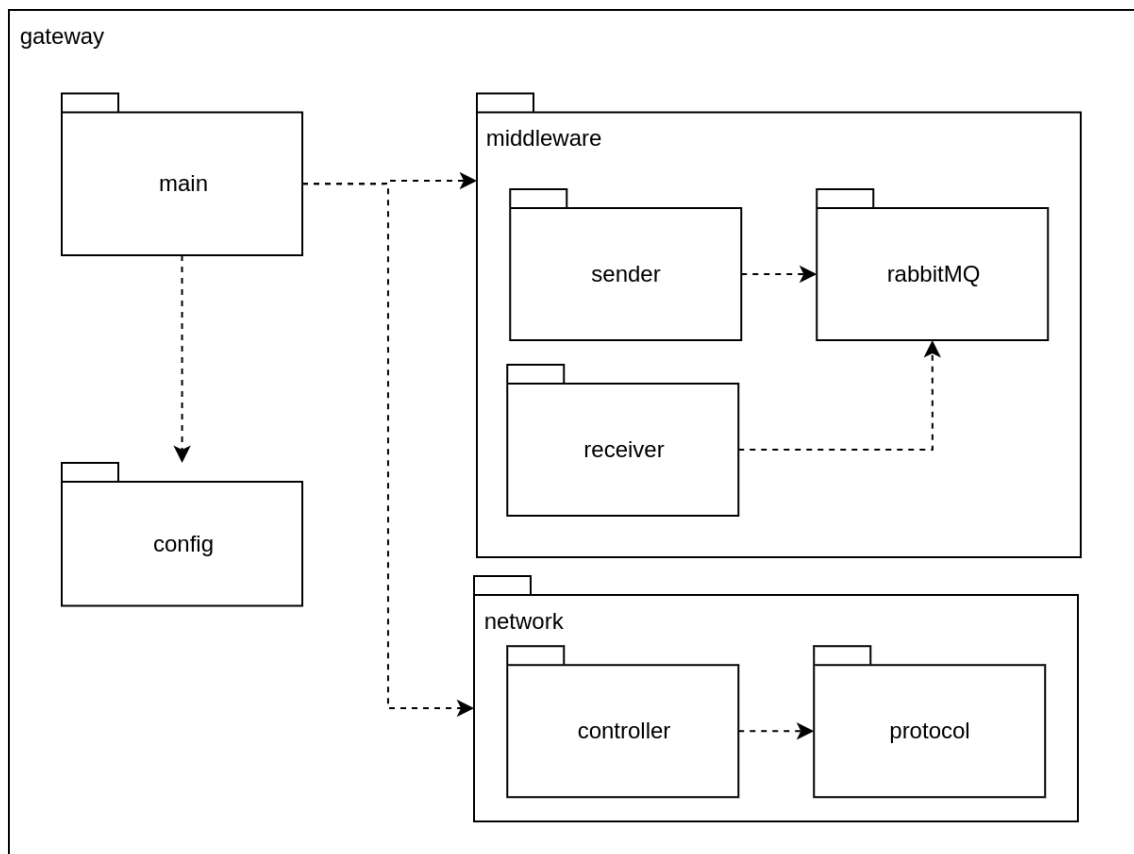 gateway
main
middleware
sender
rabbitMQ
receiver
config
network
controller
protocol